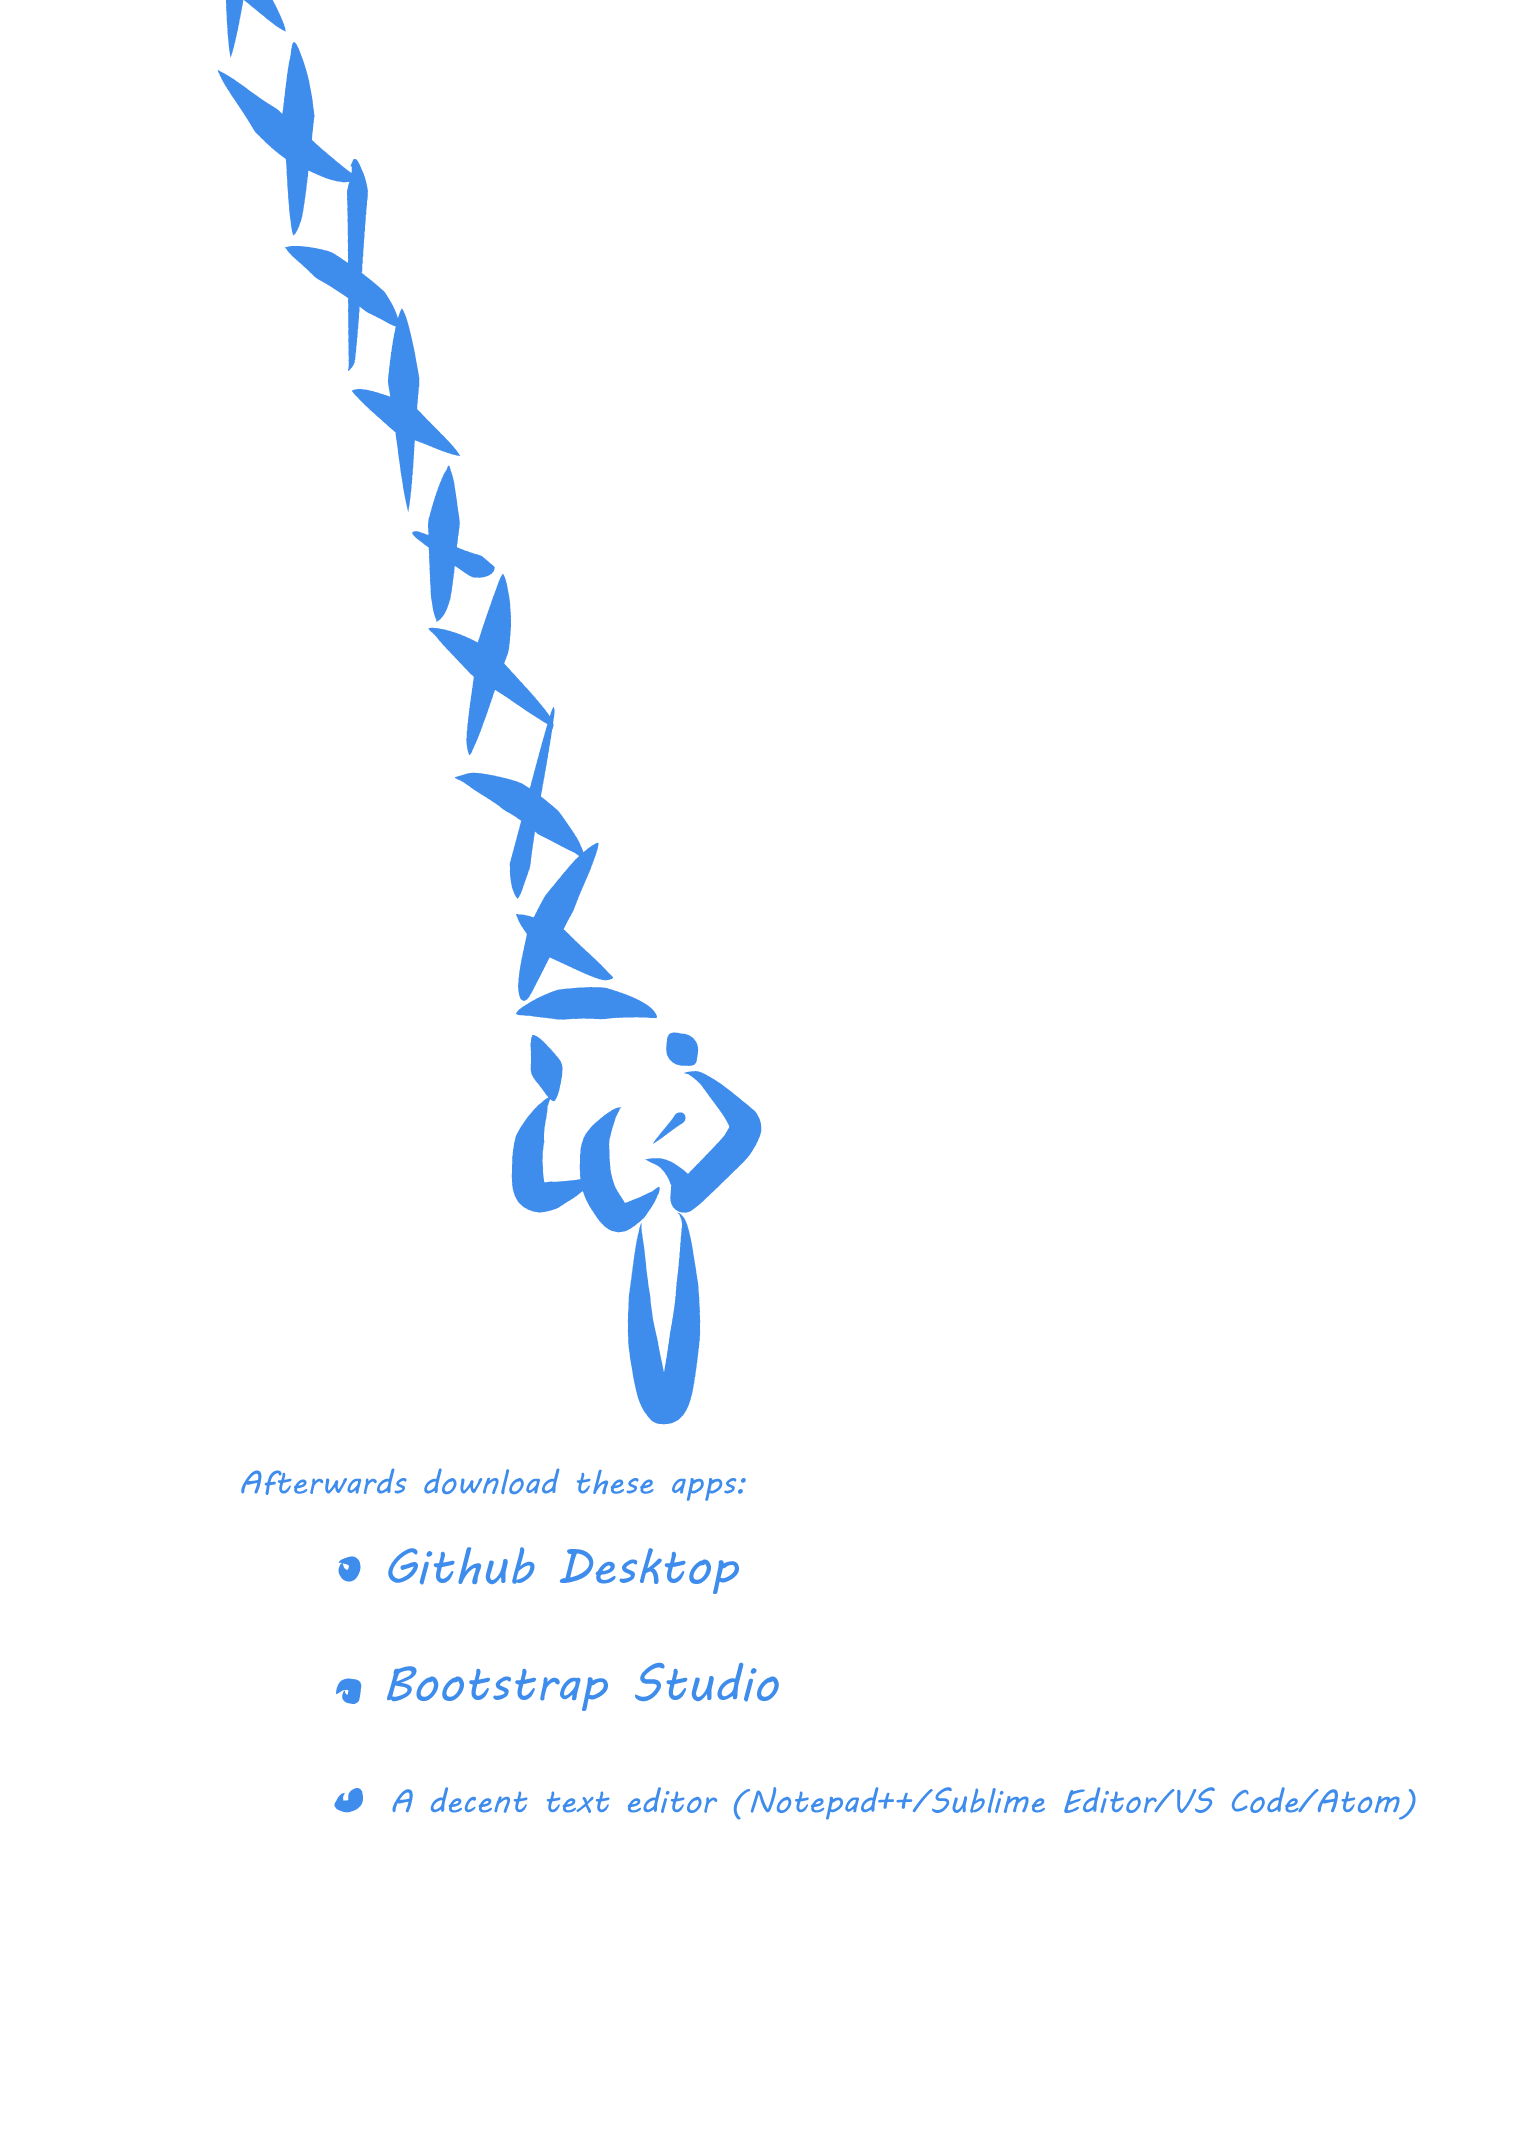 Afterwards download these apps:
Github Desktop
Bootstrap Studio
A decent text editor (Notepad++/Sublime Editor/VS Code/Atom)